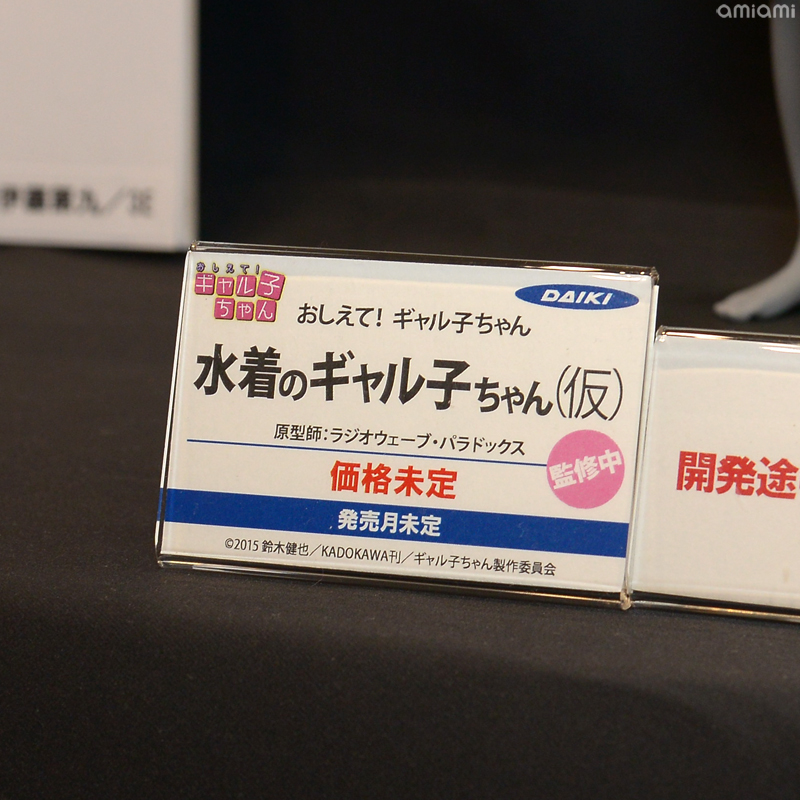 amiami
伊藤
九／
おしえて！
ギャル子
ちゃん
DAIKI
おしえて！ ギャル子ちゃん
水着のギャル子ちゃん（仮）
原型師：ラジオウェーブ・パラドックス
監修中
価格未定
発売月未定
©2015 鈴木健也／KADOKAWA刊／ギャル子ちゃん製作委員会
開発途